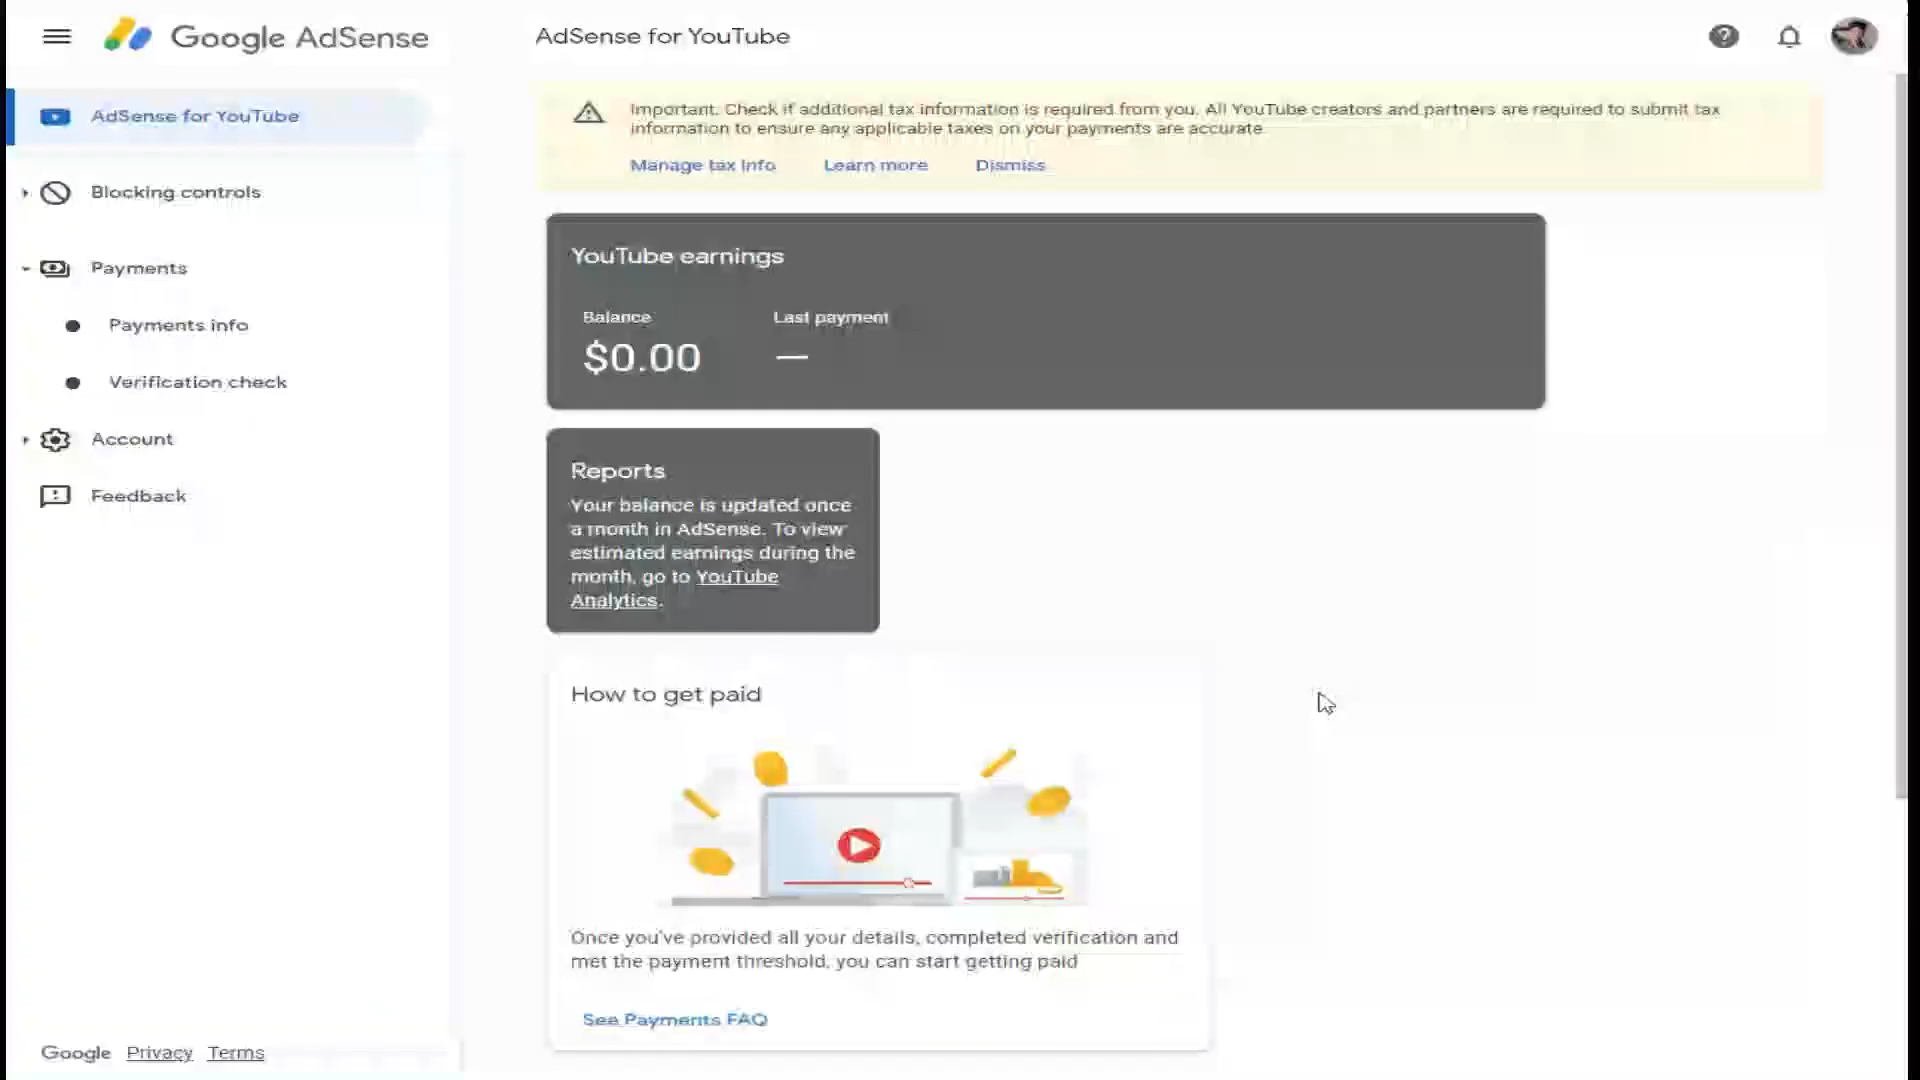 Google AdSense
AdSense for YouTube
AdSense for YouTube
Blocking controls
Payments
Payments info
Verification check
Account
Feedback
Important. Check if additional tax information is required from you. All YouTube creators and partners are required to submit tax
information to ensure any applicable taxes on your payments are accurate
Manage tax info Learn more Dismiss
YouTube earnings
Balance Last payment
$0.00 —
Reports
Your balance is updated once
a month in AdSense. To view
estimated earnings during the
month, go to YouTube
Analytics.
How to get paid
Once you've provided all your details, completed verification and
met the payment threshold, you can start getting paid
See Payments FAQ
Google Privacy Terms